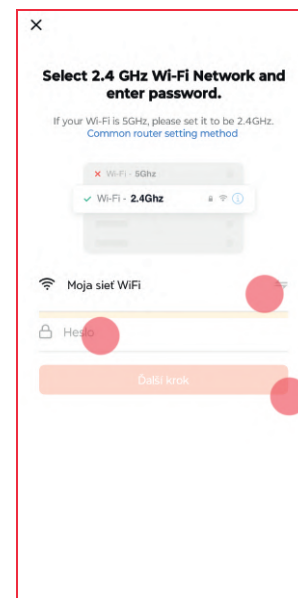 Select 2.4 GHz Wi-Fi Network and
enter password.
If your Wi-Fi is 5GHz, please set it to be 2.4GHz.
Common router setting method
Wi-Fi - 5Ghz
Wi-Fi - 2.4Ghz
Moja sieť WiFi
Heslo
Ďalší krok